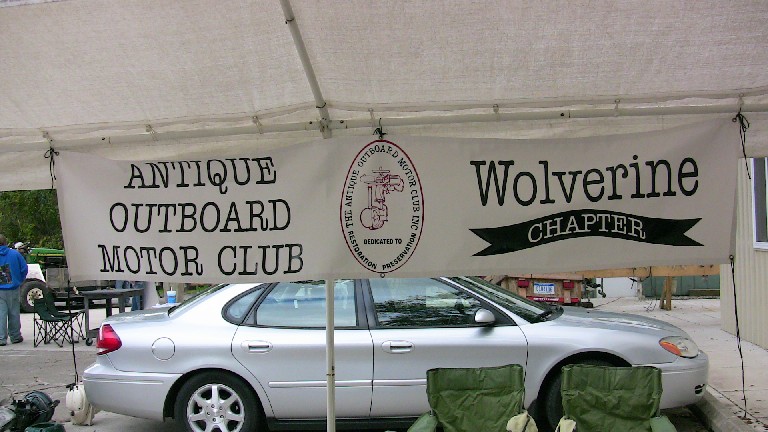 ANTIQUE
OUTBOARD
MOTOR CLUB
THE ANTIQUE OUTBOARD MOTOR CLUB INC
DEDICATED TO
RESTORATION PRESERVATION
Wolverine
CHAPTER